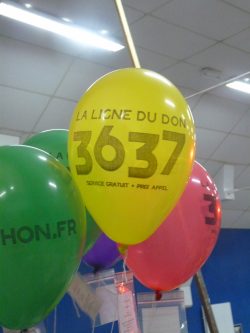 LA LIGNE DU DON
3637
SERVICE GRATUIT + PRIX APPEL
HON.FR